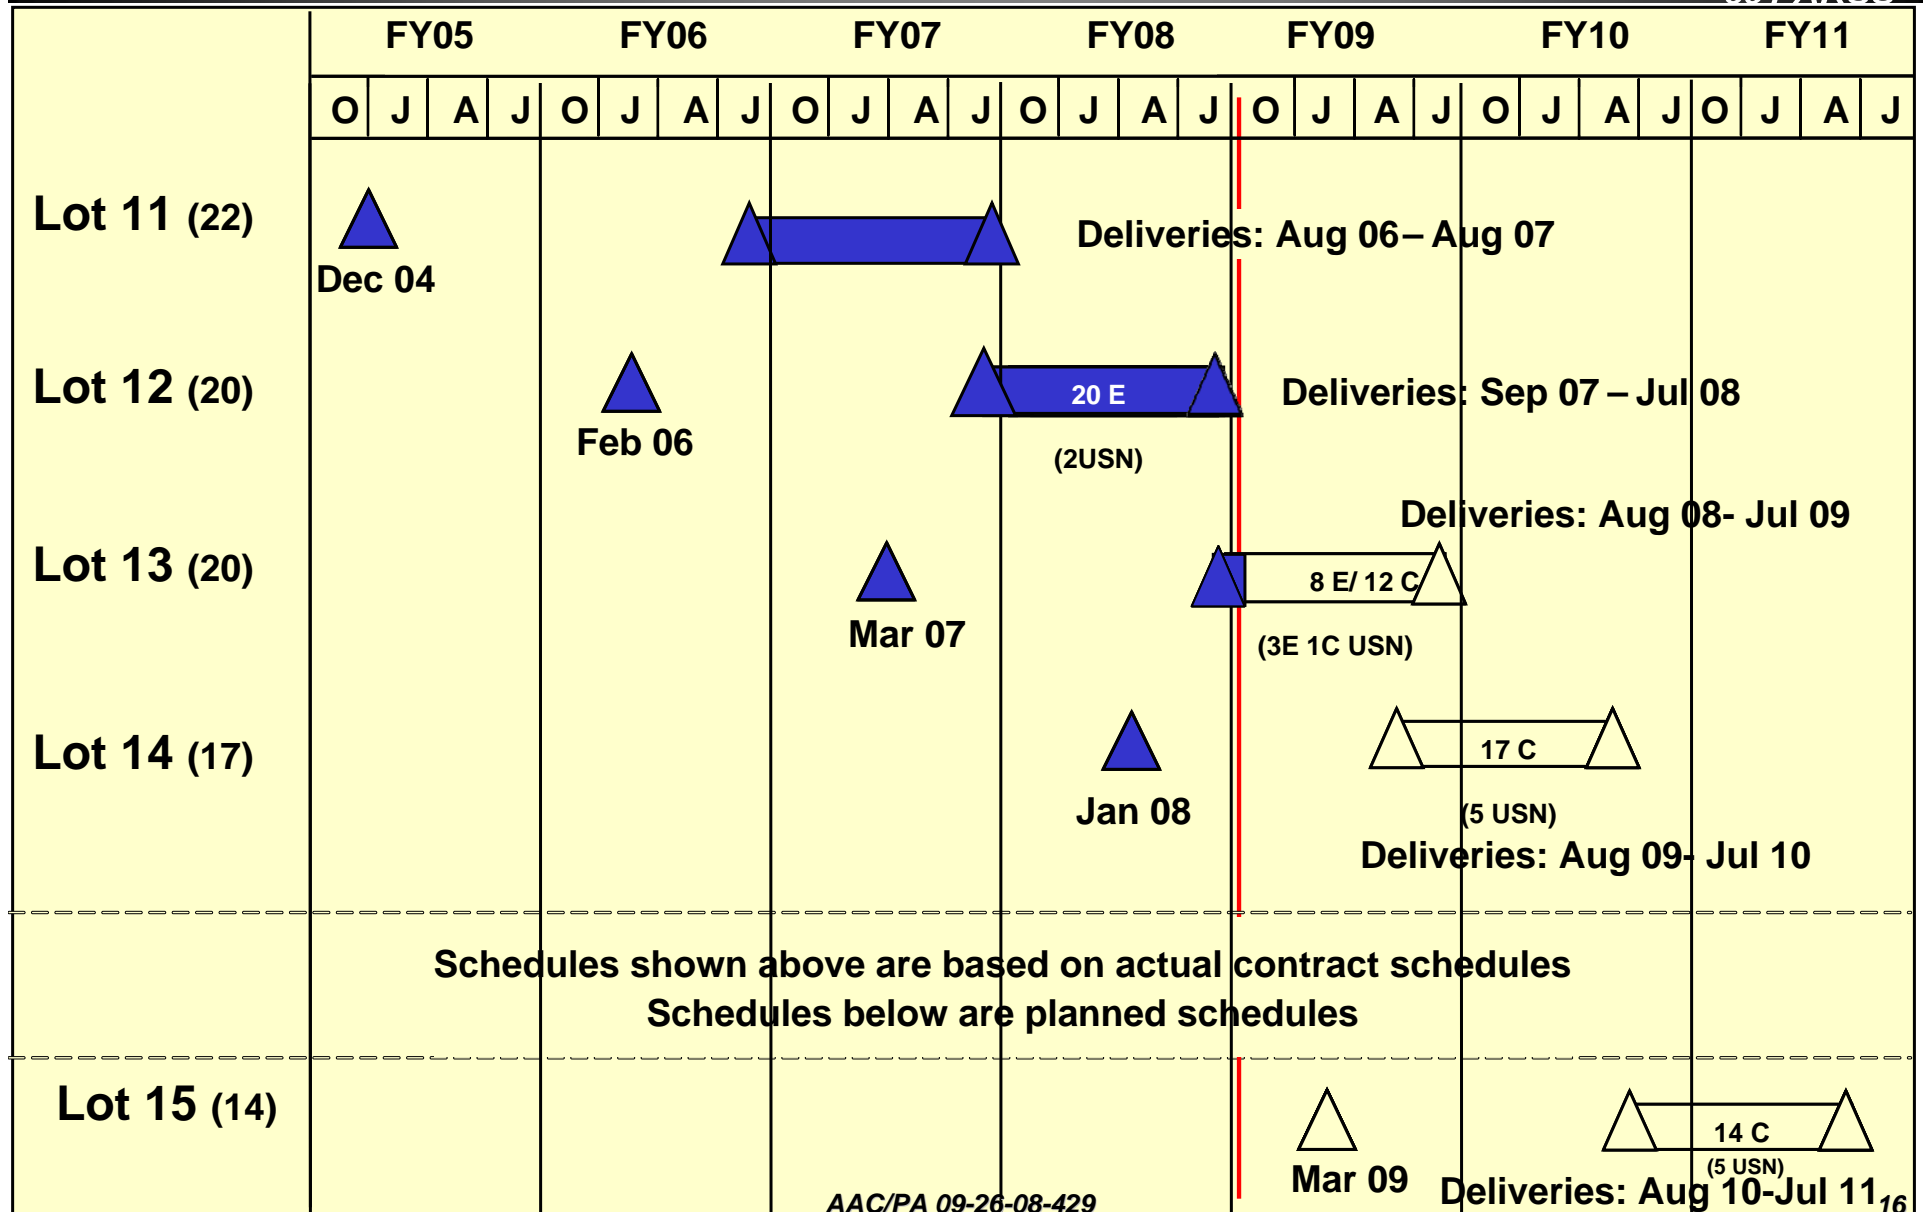 FY05 FY06 FY07 FY08 FY09 FY10 FY11
O J A J O J A J O J A J O J A J O J A J O J A J O J A J
Lot 11 (22)
Dec 04
Deliveries: Aug 06– Aug 07
Lot 12 (20)
Feb 06
20 E
(2USN)
Deliveries: Sep 07 – Jul 08
Deliveries: Aug 08- Jul 09
Lot 13 (20)
Mar 07
8 E/ 12 C
(3E 1C USN)
Lot 14 (17)
Jan 08
17 C
(5 USN)
Deliveries: Aug 09- Jul 10
Schedules shown above are based on actual contract schedules
Schedules below are planned schedules
Lot 15 (14)
Mar 09
14 C
(5 USN)
Deliveries: Aug 10-Jul 11
AAC/PA 09-26-08-429
16